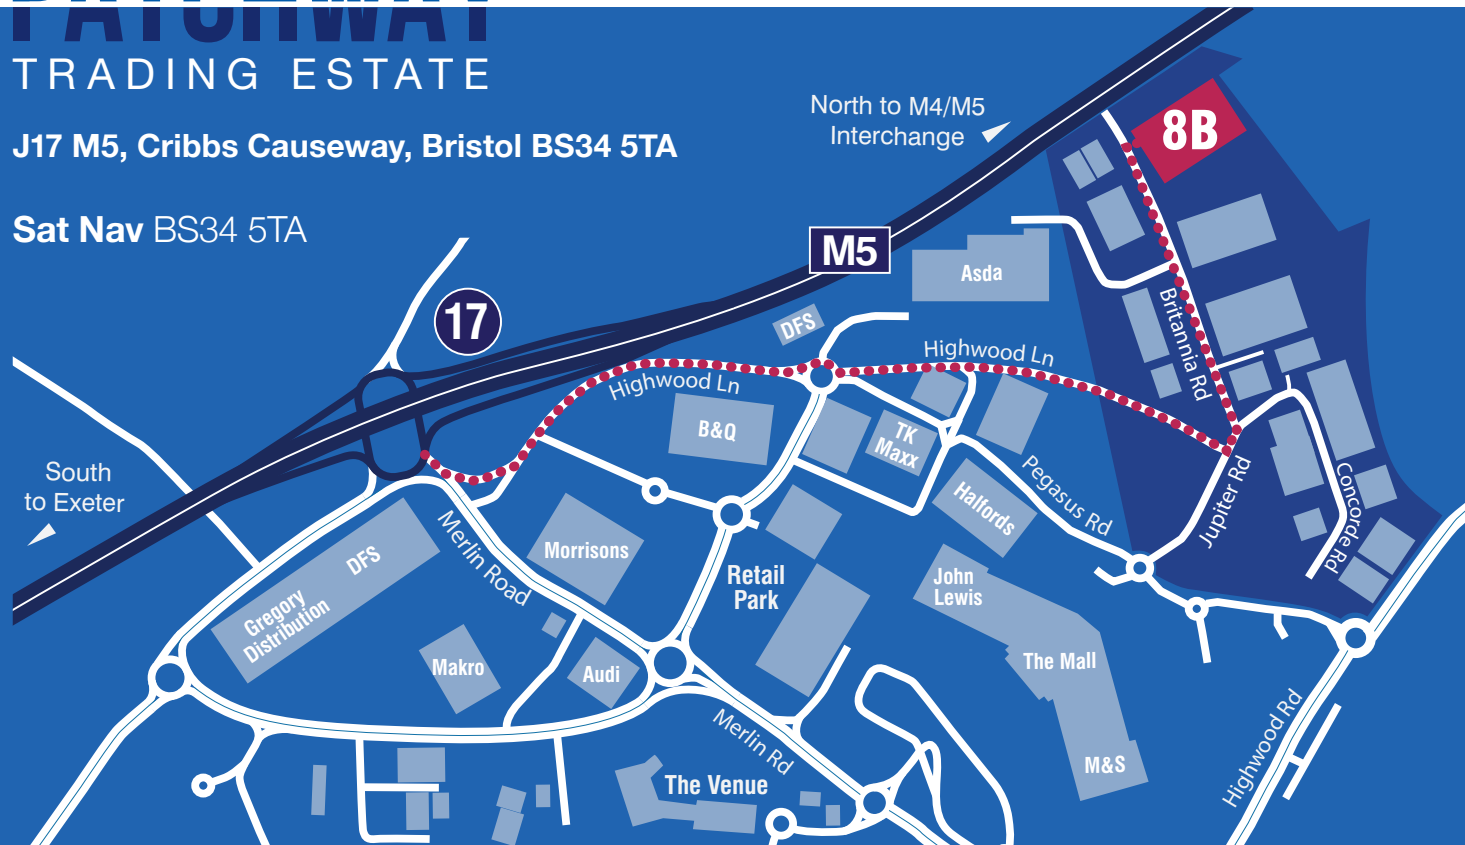 PATCHWAY
TRADING ESTATE
J17 M5, Cribbs Causeway, Bristol BS34 5TA
Sat Nav BS34 5TA
North to M4/M5
Interchange
8B
M5
Asda
17
DFS
Highwood Ln
Highwood Ln
Britannia Rd
B&Q
TK
Maxx
South
to Exeter
Pegasus Rd
Jupiter Rd
Concorde Rd
Halfords
Merlin Road
Morrisons
DFS
Gregory
Distribution
Retail
Park
John
Lewis
Makro
Audi
The Mall
Merlin Rd
Highwood Rd
M&S
The Venue